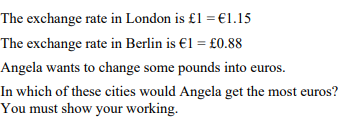 The exchange rate in London is £1 = €1.15
The exchange rate in Berlin is €1 = £0.88
Angela wants to change some pounds into euros.
In which of these cities would Angela get the most euros?
You must show your working.